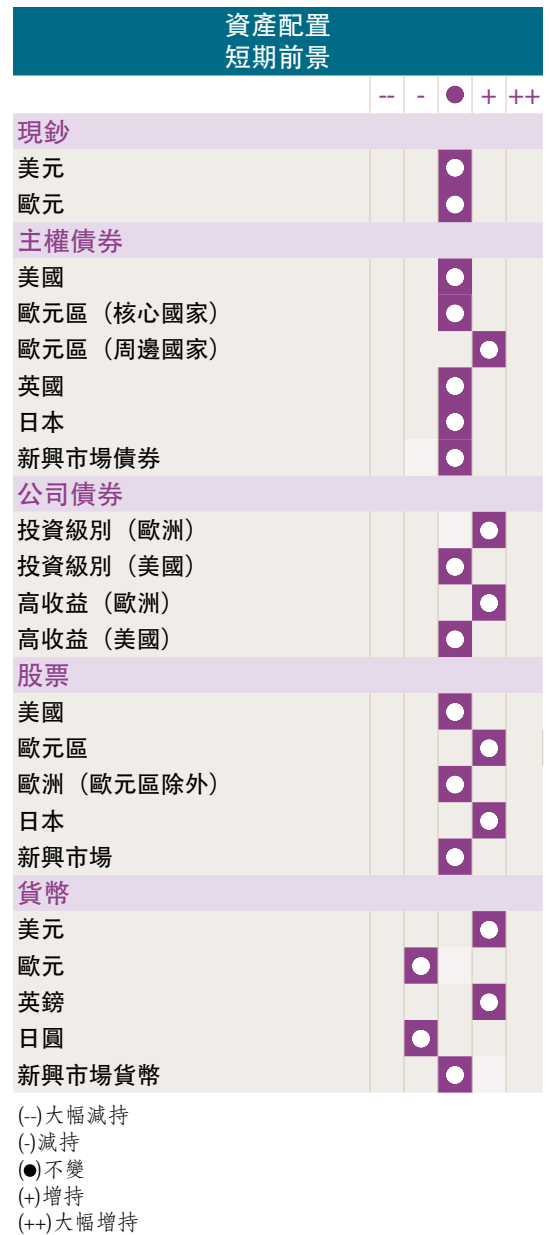 資產配置
短期前景
-- - ● + ++
現鈔
美元
歐元
主權債券
美國
歐元區（核心國家）
歐元區（周邊國家）
英國
日本
新興市場債券
公司債券
投資級別（歐洲）
投資級別（美國）
高收益（歐洲）
高收益（美國）
股票
美國
歐元區
歐洲（歐元區除外）
日本
新興市場
貨幣
美元
歐元
英鎊
日圓
新興市場貨幣
(--)大幅減持
(-)減持
(●)不變
(+)增持
(++)大幅增持